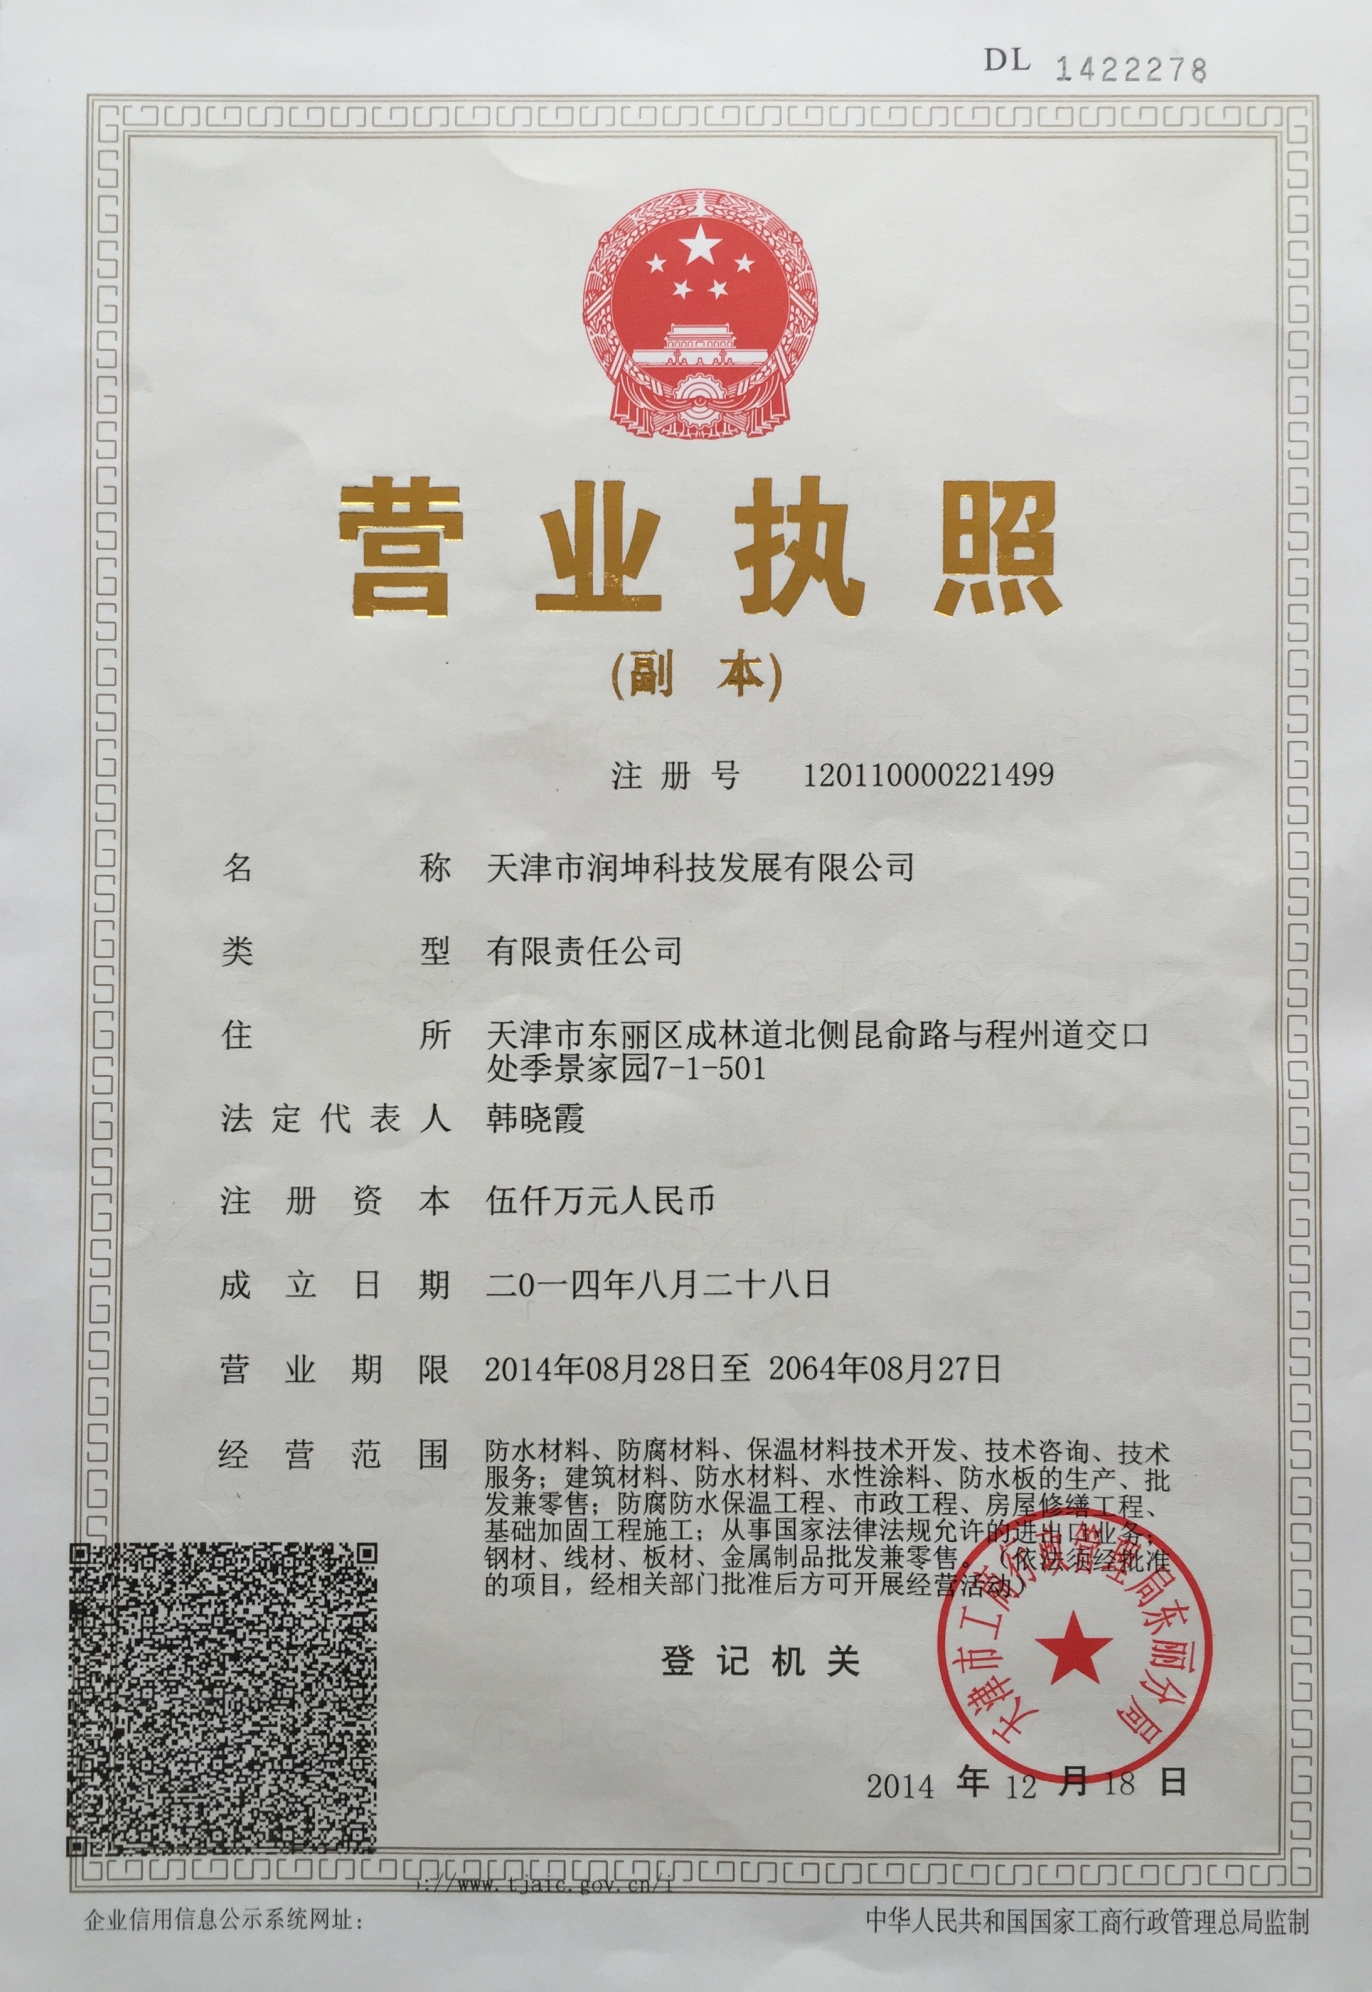 DL 1422278
营业执照
(副本)
注册号 120110000221499
名称 天津市润坤科技发展有限公司
类型 有限责任公司
住所 天津市东丽区成林道北侧昆俞路与程州道交口
处季景家园7-1-501
法定代表人 韩晓霞
注册资本 伍仟万元人民币
成立日期 二0一四年八月二十八日
营业期限 2014年08月28日至 2064年08月27日
经营范围 防水材料、防腐材料、保温材料技术开发、技术咨询、技术
服务；建筑材料、防水材料、水性涂料、防水板的生产、批
发兼零售；防腐防水保温工程、市政工程、房屋修缮工程、
基础加固工程施工；从事国家法律法规允许的进出口业务；
钢材、线材、板材、金属制品批发兼零售。（依法须经批准
的项目，经相关部门批准后方可开展经营活动）
登记机关
天津市工商行政管理局东丽分局
2014 年 12 月 18 日
://www.tjaic.gov.cn/i
企业信用信息公示系统网址：
中华人民共和国国家工商行政管理总局监制